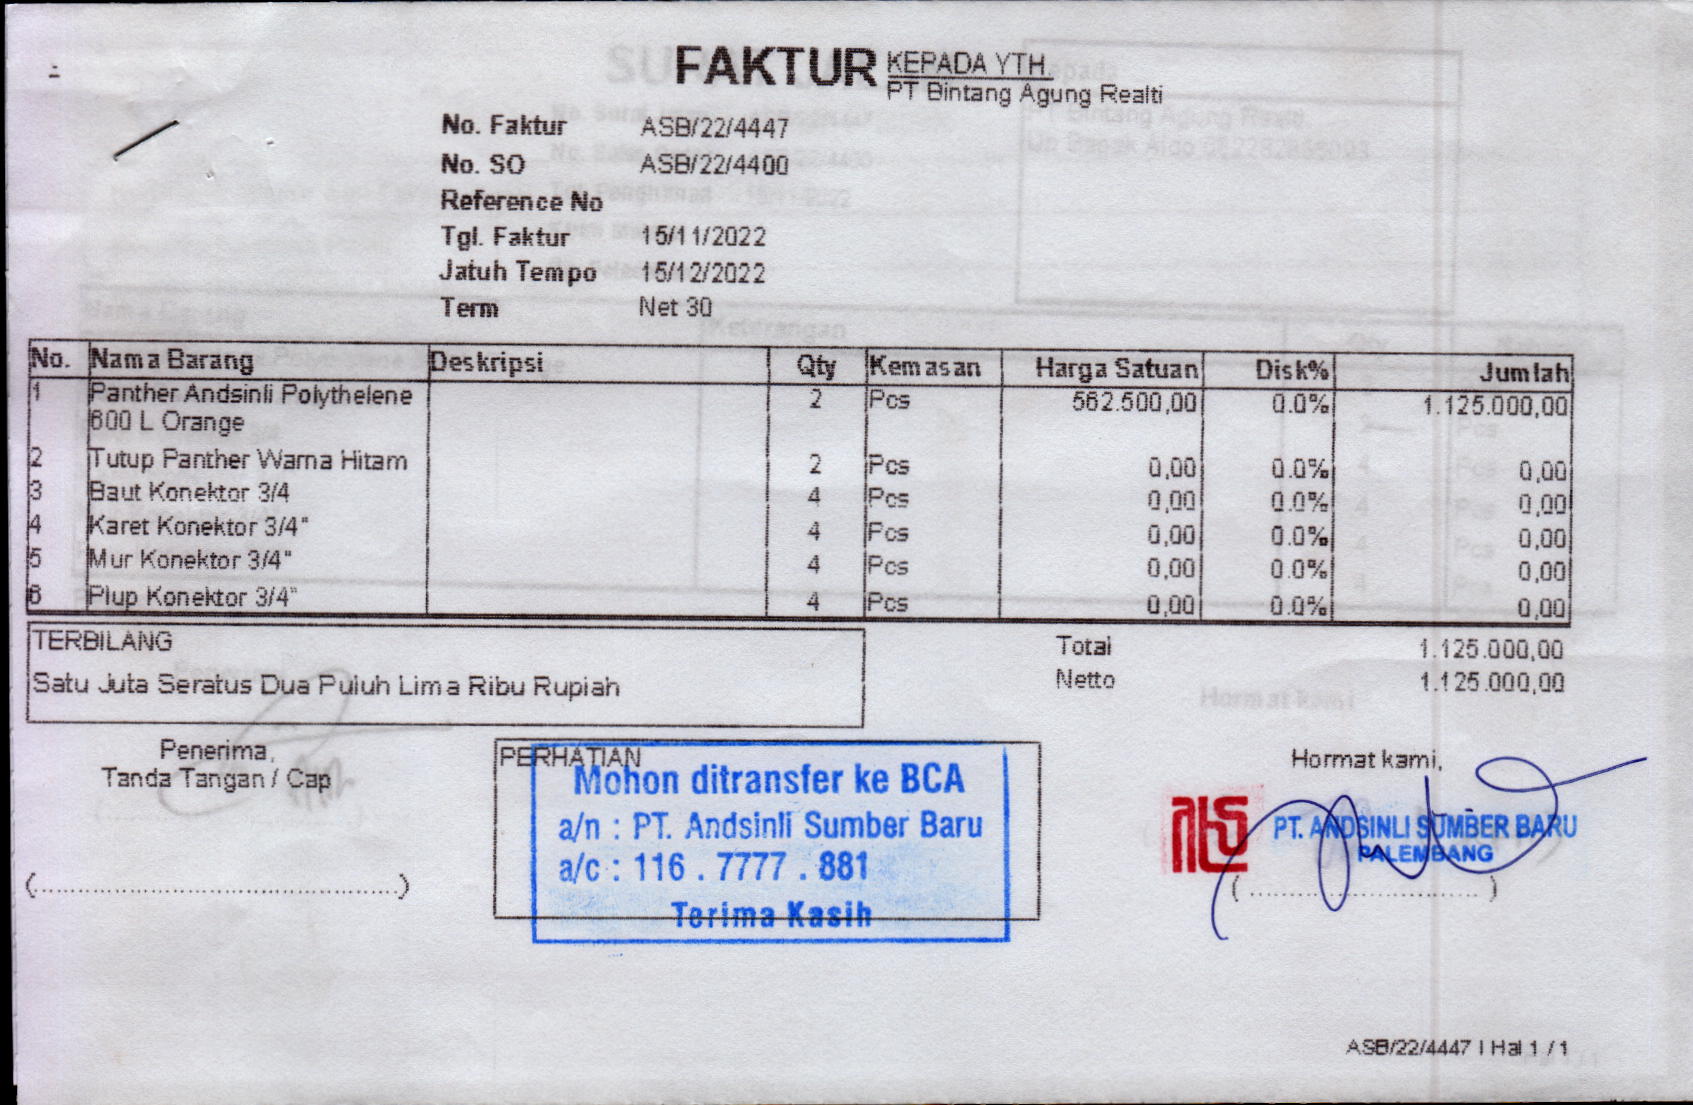 FAKTUR
KEPADA YTH.
PT Bintang Agung Realti
No. Faktur ASB/22/4447
No. SO ASB/22/4400
Reference No
Tgl. Faktur 15/11/2022
Jatuh Tempo 15/12/2022
Term Net 30
No. Nama Barang Deskripsi Qty Kemasan Harga Satuan Disk% Jumlah
1 Panther Andsinli Polythelene 2 Pcs 562.500,00 0.0% 1.125.000,00
600 L Orange
2 Tutup Panther Warna Hitam 2 Pcs 0,00 0.0% 0,00
3 Baut Konektor 3/4 4 Pcs 0,00 0.0% 0,00
4 Karet Konektor 3/4" 4 Pcs 0,00 0.0% 0,00
5 Mur Konektor 3/4" 4 Pcs 0,00 0.0% 0,00
6 Plup Konektor 3/4" 4 Pcs 0,00 0.0% 0,00
TERBILANG
Satu Juta Seratus Dua Puluh Lima Ribu Rupiah
Total 1.125.000,00
Netto 1.125.000,00
Penerima,
Tanda Tangan / Cap
(..........................................)
PERHATIAN
Mohon ditransfer ke BCA
a/n : PT. Andsinli Sumber Baru
a/c : 116 . 7777 . 881
Terima Kasih
Hormat kami,
PT. ANDSINLI SUMBER BARU
PALEMBANG
(..............................)
ASB/22/4447 | Hal 1 / 1